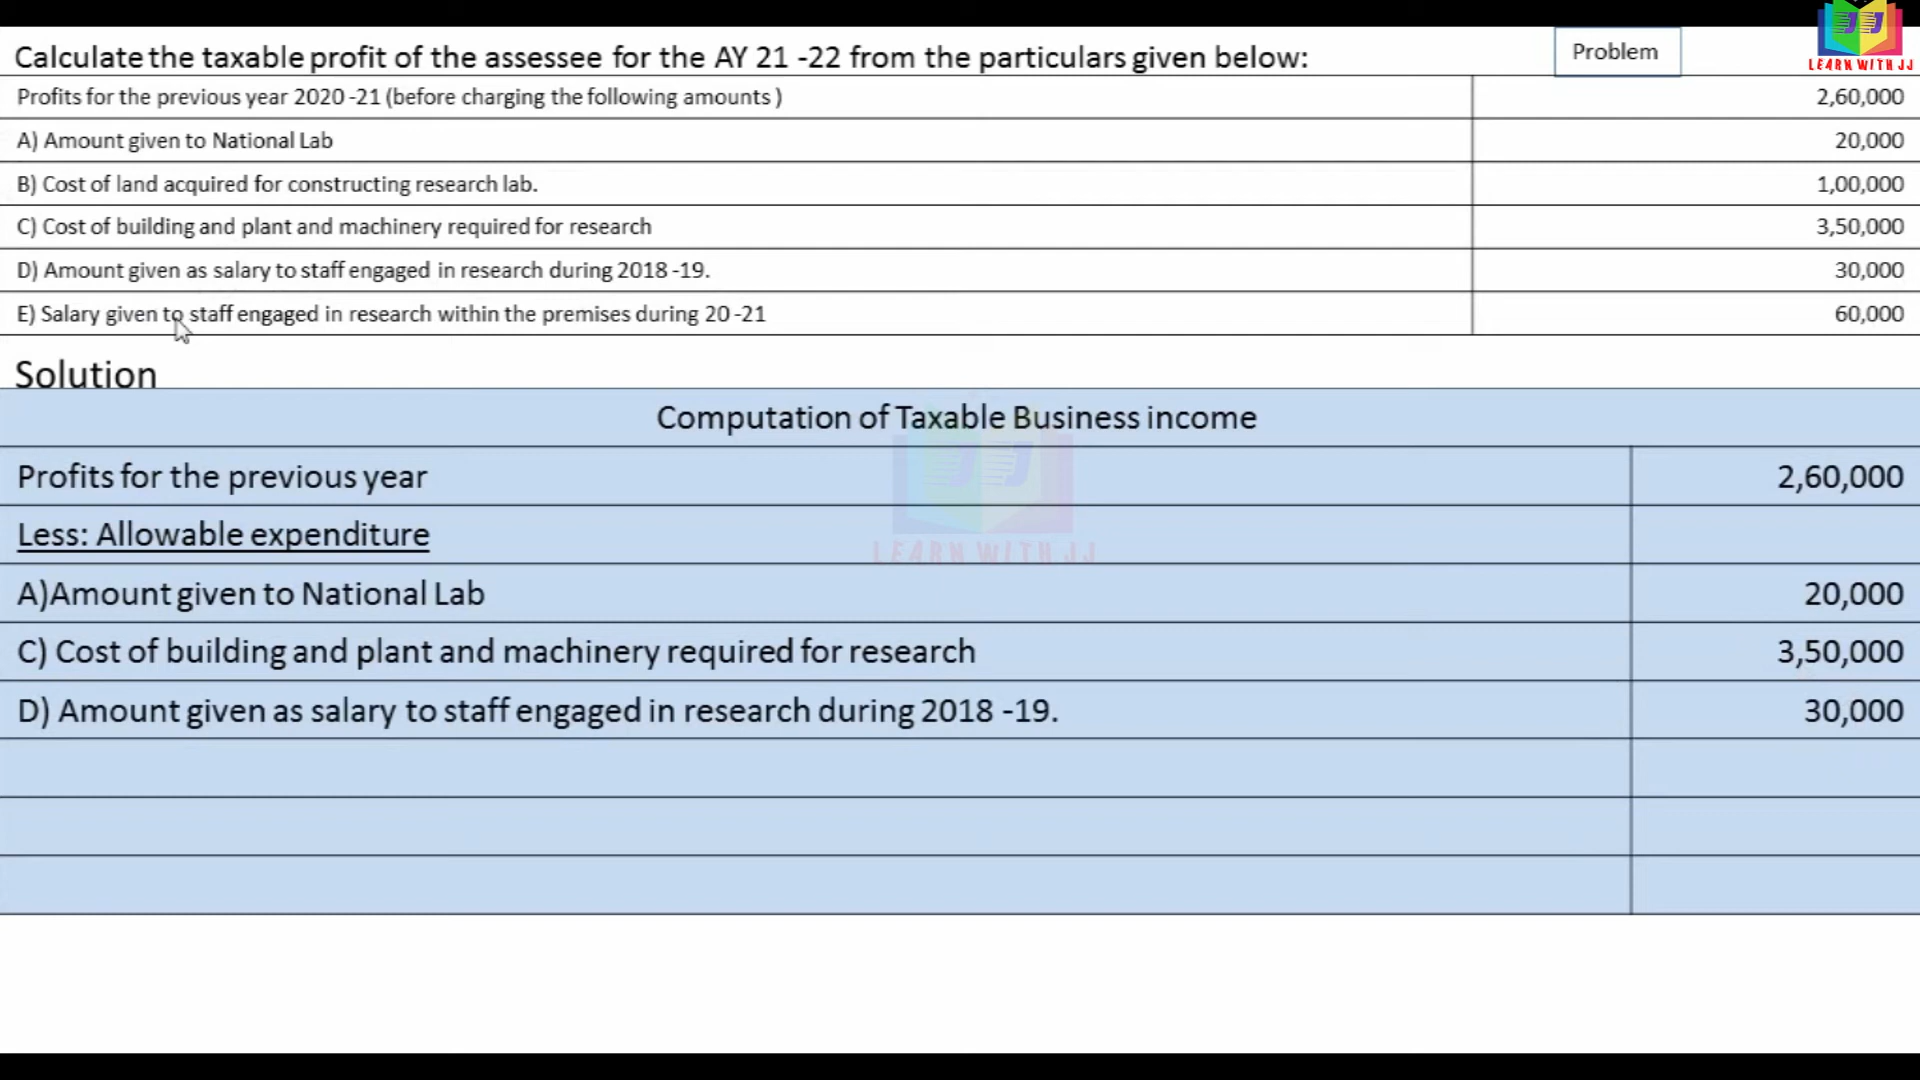 Calculate the taxable profit of the assessee for the AY 21 -22 from the particulars given below:
Problem
LEARN WITH JJ
Profits for the previous year 2020 -21 (before charging the following amounts ) 2,60,000
A) Amount given to National Lab 20,000
B) Cost of land acquired for constructing research lab. 1,00,000
C) Cost of building and plant and machinery required for research 3,50,000
D) Amount given as salary to staff engaged in research during 2018 -19. 30,000
E) Salary given to staff engaged in research within the premises during 20 -21 60,000
Solution
Computation of Taxable Business income
Profits for the previous year 2,60,000
Less: Allowable expenditure
LEARN WITH JJ
A)Amount given to National Lab 20,000
C) Cost of building and plant and machinery required for research 3,50,000
D) Amount given as salary to staff engaged in research during 2018 -19. 30,000